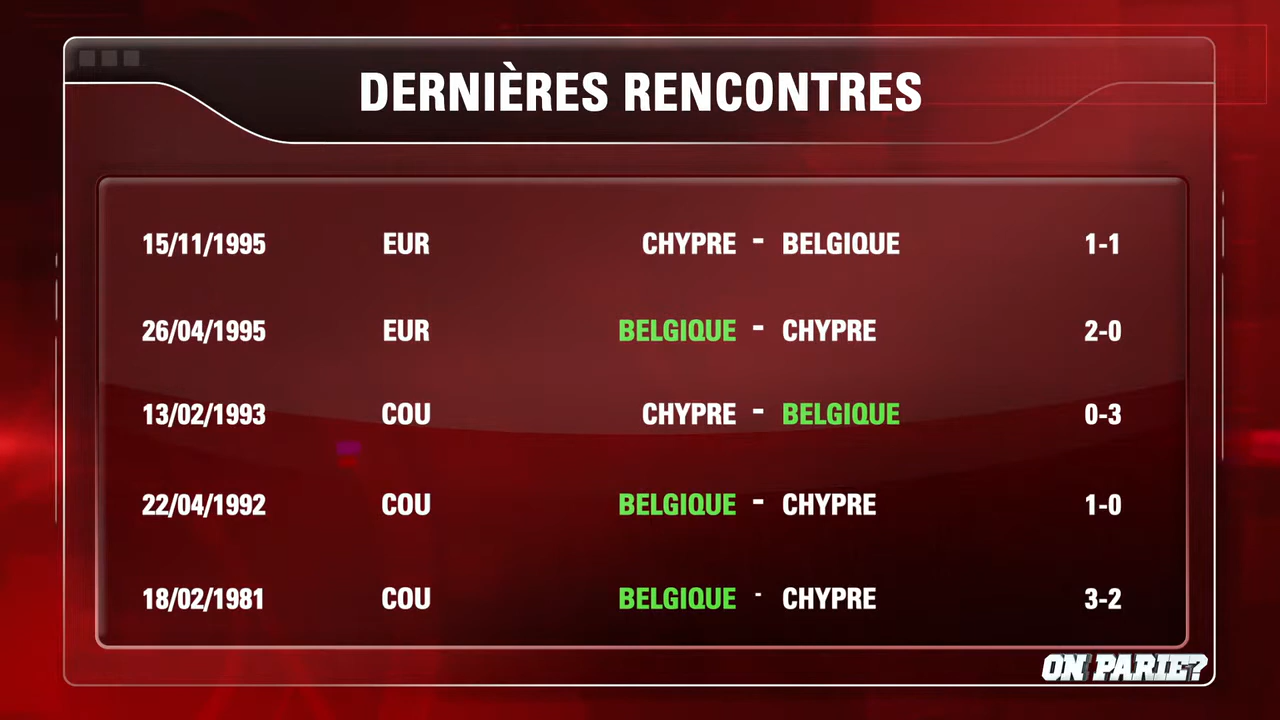 DERNIÈRES RENCONTRES
15/11/1995 EUR CHYPRE - BELGIQUE 1-1
26/04/1995 EUR BELGIQUE - CHYPRE 2-0
13/02/1993 COU CHYPRE - BELGIQUE 0-3
22/04/1992 COU BELGIQUE - CHYPRE 1-0
18/02/1981 COU BELGIQUE - CHYPRE 3-2
ON PARIE?